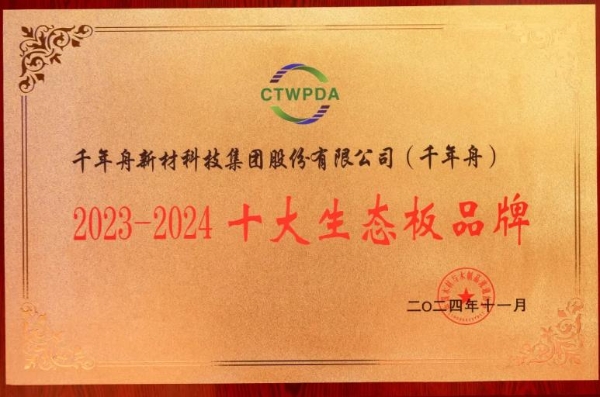 CTWPDA
千年舟新材科技集团股份有限公司（千年舟）
2023-2024 十大生态板品牌
二〇二四年十一月